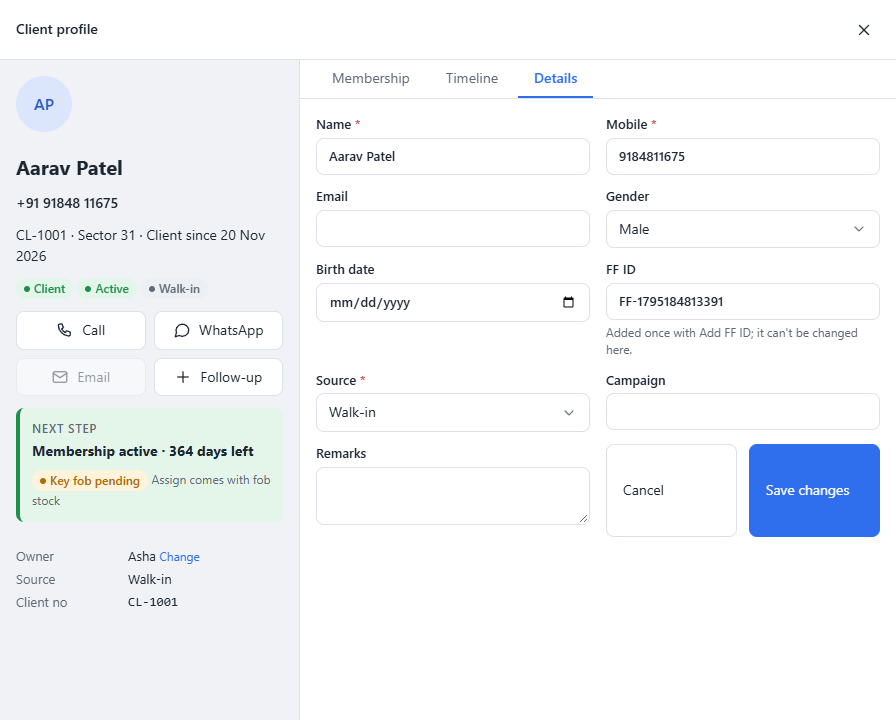 Client profile
AP
Aarav Patel
+91 91848 11675
CL-1001 · Sector 31 · Client since 20 Nov
2026
Client
Active
Walk-in
Call
WhatsApp
Email
Follow-up
NEXT STEP
Membership active · 364 days left
Key fob pending Assign comes with fob
stock
Owner Asha Change
Source Walk-in
Client no CL-1001
Membership
Timeline
Details
Name *
Aarav Patel
Mobile *
9184811675
Email
Gender
Male
Birth date
mm/dd/yyyy
FF ID
FF-1795184813391
Added once with Add FF ID; it can't be changed
here.
Source *
Walk-in
Campaign
Remarks
Cancel
Save changes